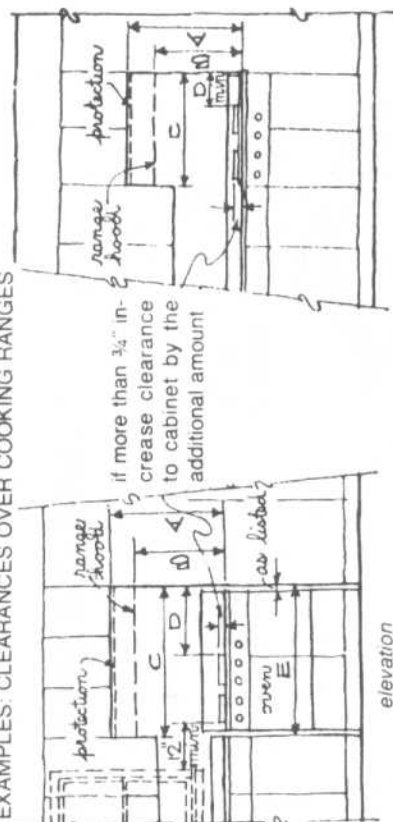 EXAMPLES: CLEARANCES OVER COOKING RANGES
protection
range
hood
A
B
C
D
12"
min
as listed
oven
E
elevation
if more than ¾" in-
crease clearance
to cabinet by the
additional amount
protection
range
hood
A
B
C
D
min